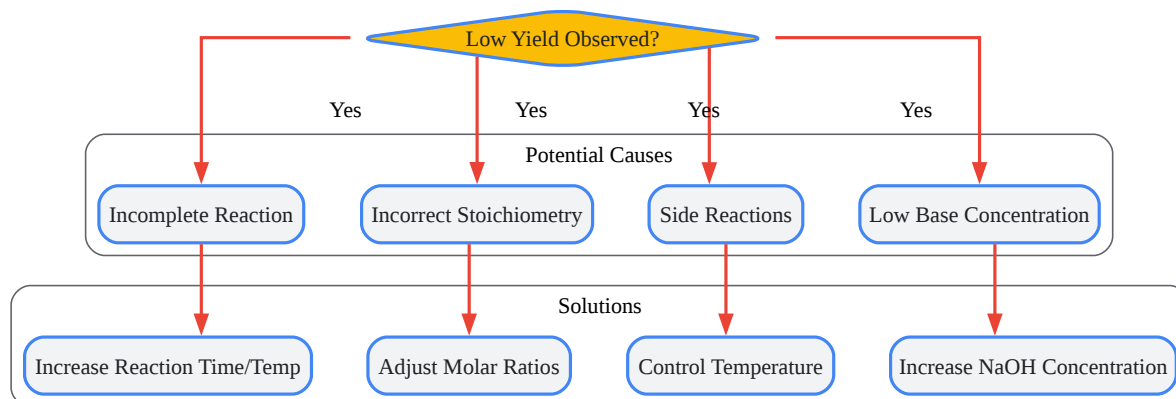 Low Yield Observed?
Yes
Yes
Yes
Yes
Potential Causes
Incomplete Reaction
Incorrect Stoichiometry
Side Reactions
Low Base Concentration
Solutions
Increase Reaction Time/Temp
Adjust Molar Ratios
Control Temperature
Increase NaOH Concentration